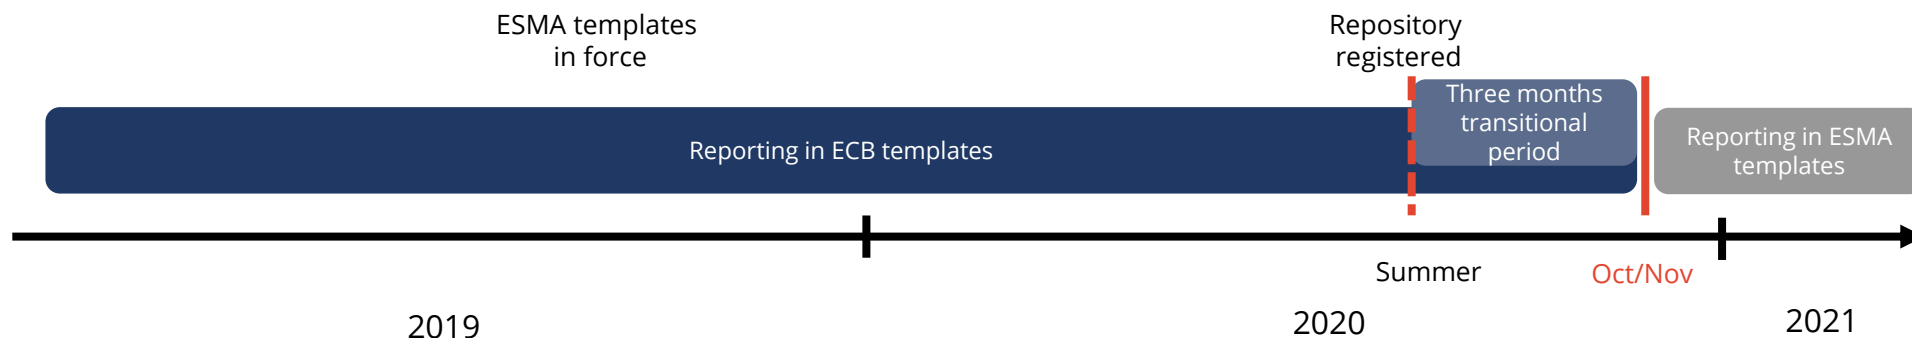 ESMA templates
in force
Repository
registered
Three months
transitional
period
Reporting in ECB templates
Reporting in ESMA
templates
Summer
Oct/Nov
2019
2020
2021